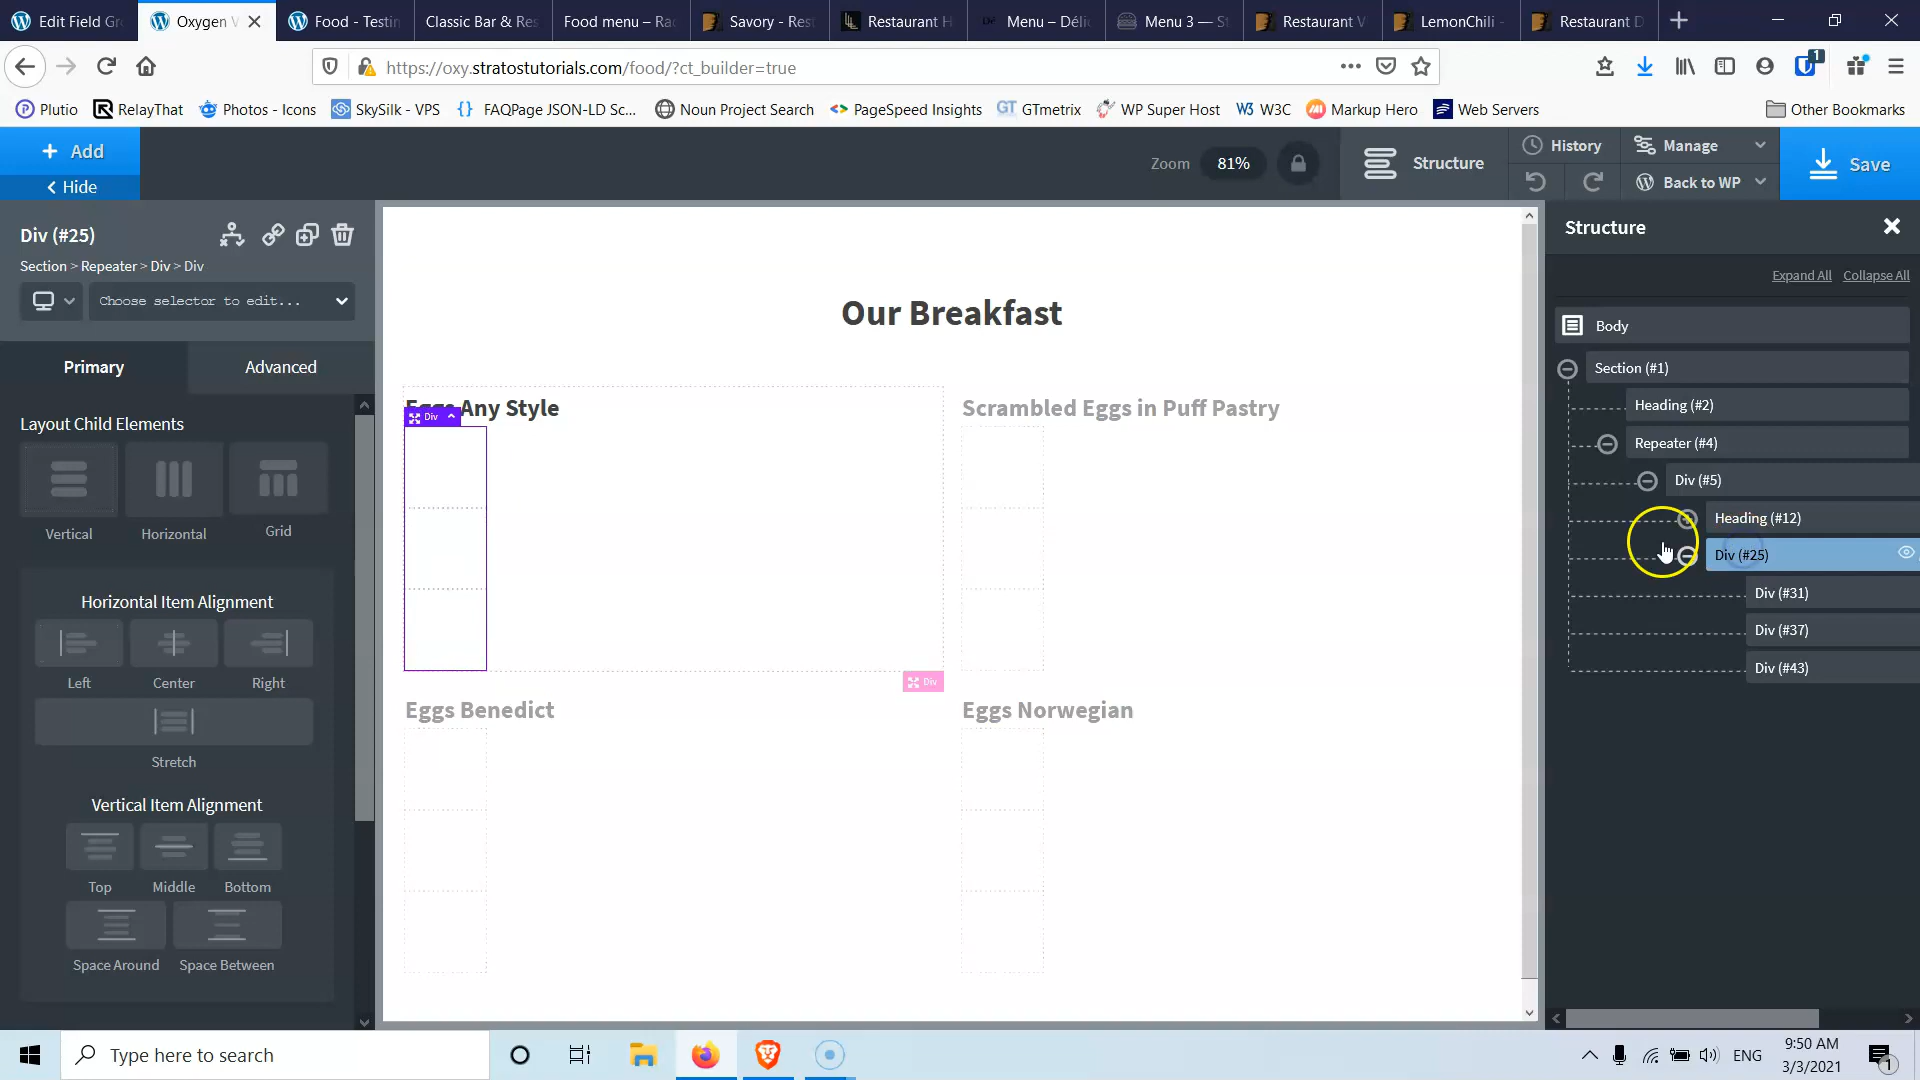 Edit Field Gr
Oxygen V
Food - Testin
Classic Bar & Res
Food menu – Ra
Savory - Rest
Restaurant H
Menu – Déli
Menu 3 — S
Restaurant V
LemonChili -
Restaurant D
https://oxy.stratostutorials.com/food/?ct_builder=true
1
Plutio
RelayThat
Photos - Icons
SkySilk - VPS
FAQPage JSON-LD Sc...
Noun Project Search
PageSpeed Insights
GTmetrix
WP Super Host
W3C
Markup Hero
Web Servers
Other Bookmarks
+ Add
< Hide
Zoom
81%
Structure
History
Manage
Back to WP
Save
Div (#25)
Section > Repeater > Div > Div
Choose selector to edit...
Primary
Advanced
Layout Child Elements
Vertical
Horizontal
Grid
Horizontal Item Alignment
Left
Center
Right
Stretch
Vertical Item Alignment
Top
Middle
Bottom
Space Around
Space Between
Our Breakfast
Eggs Any Style
Div
Scrambled Eggs in Puff Pastry
Div
Eggs Benedict
Eggs Norwegian
Structure
Expand All
Collapse All
Body
Section (#1)
Heading (#2)
Repeater (#4)
Div (#5)
Heading (#12)
Div (#25)
Div (#31)
Div (#37)
Div (#43)
Type here to search
ENG
9:50 AM
3/3/2021
1